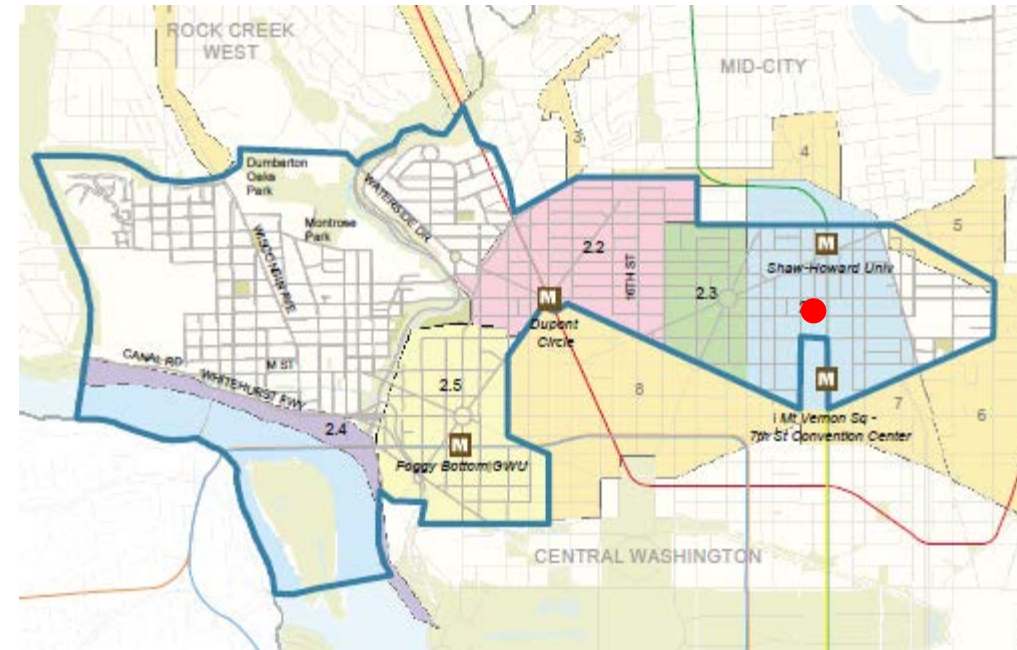 ROCK CREEK
WEST
MID-CITY
15
4
Dumbarton
Oaks
Park
WATERSIDE DR
Montrose
Park
WISCONSIN AVE
5
2.2
16TH ST
M
Shaw-Howard Univ
2.3
M
Dupont
Circle
CANAL RD
M ST
WHITEHURST FWY
2.5
8
M
7
6
Mt Vernon Sq -
7th St Convention Center
2.4
M
Foggy Bottom|GWU
CENTRAL WASHINGTON